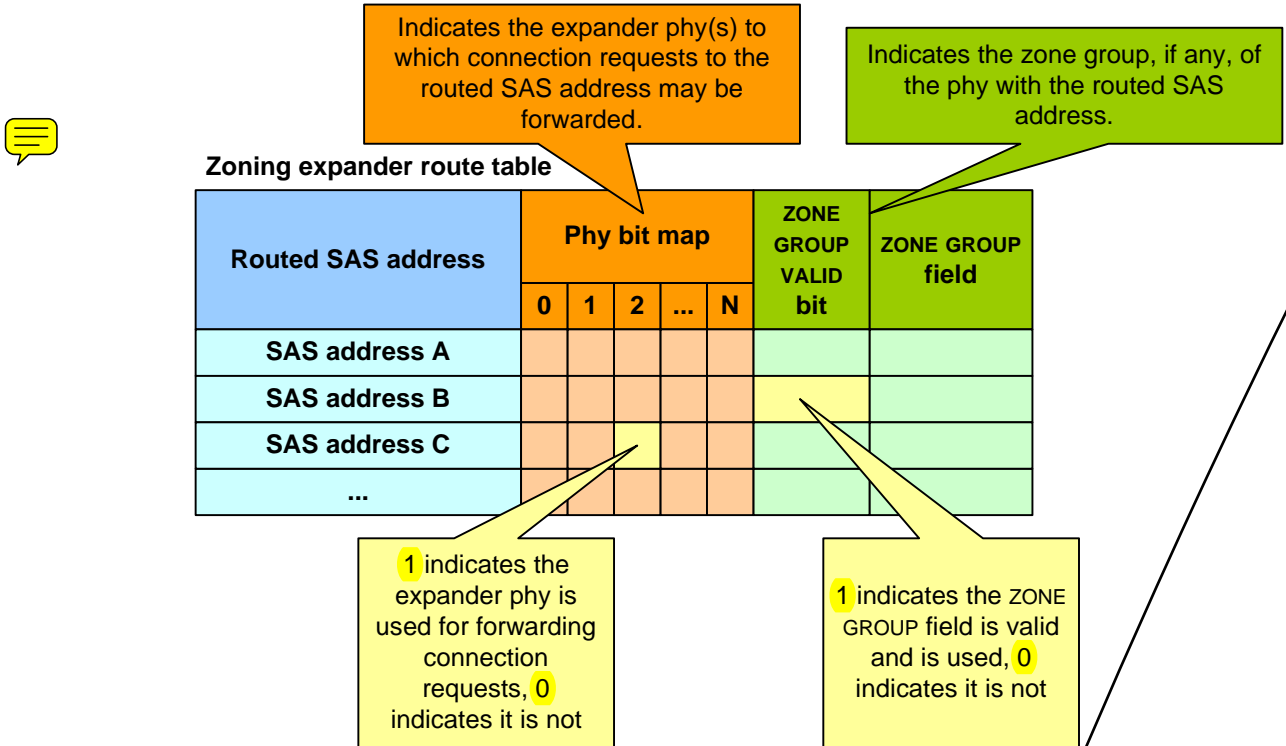 Indicates the expander phy(s) to
which connection requests to the
routed SAS address may be
forwarded.
Indicates the zone group, if any, of
the phy with the routed SAS
address.
Zoning expander route table
Routed SAS address
Phy bit map
ZONE
GROUP
VALID
bit
ZONE GROUP
field
0 1 2 ... N
SAS address A
SAS address B
SAS address C
...
1 indicates the
expander phy is
used for forwarding
connection
requests, 0
indicates it is not
1 indicates the ZONE
GROUP field is valid
and is used, 0
indicates it is not